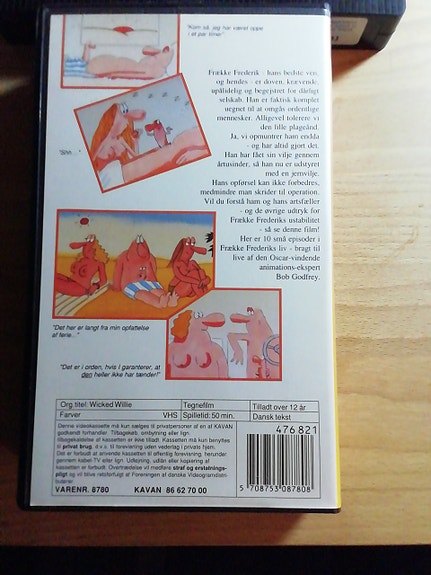 "Kom så, jeg har været oppe
i et par timer"
Frække Frederik - hans bedste ven,
og hendes - er doven, krævende,
upålidelig og begejstret for dårligt
selskab. Han er faktisk komplet
uegnet til at omgås ordentlige
mennesker. Alligevel tolerere vi
den lille plageånd.
Ja, vi opmuntrer ham endda
- og har altid gjort det.
Han har fået sin vilje gennem
årtusinder, så han nu er udstyret
med en jernvilje.
Hans opførsel kan ikke forbedres,
medmindre man skrider til operation.
Vil du forstå ham og hans artsfæller
- og de øvrige udtryk for
Frække Frederiks ustabilitet
- så se denne film!
Her er 10 små episoder i
Frække Frederiks liv - bragt til
live af den Oscar-vindende
animations-ekspert
Bob Godfrey.
"Shh..."
"Det her er langt fra min opfattelse
af ferie..."
"Det er i orden, hvis I garanterer, at
den heller ikke har tænder!"
Org titel: Wicked Willie
Tegnefilm
Tilladt over 12 år
Farver
VHS
Spilletid: 50 min.
Dansk tekst
Denne videokassette må kun sælges til privatpersoner af en KAVAN
godkendt forhandler. Tilbagekøb, ombytning eller lign.
tilbagekaldelse af kassetten er ikke tilladt. Kassetten må kun benyttes
til privat brug, d.v.s. til forevisning uden vederlag i privats hjem.
Det er forbudt at anvende kassetten til offentlig forevisning, herunder
gennem kabel-TV eller lign. Udlejning, udlån eller kopiering af
kassetten er forbudt. Overtrædelse vil medføre straf og erstatnings-
pligt og vil blive efterfulgt af Foreningen af danske Videogramdistri-
butører.
VARENR. 8780
KAVAN 86 62 70 00
476821
5 708753 087808